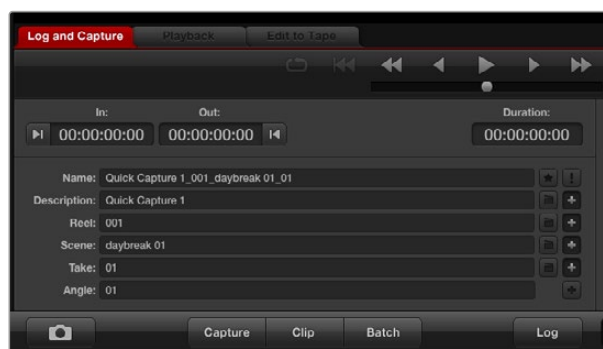 Log and Capture Playback Edit to Tape
In: Out: Duration:
00:00:00:00 00:00:00:00 00:00:00:00
Name: Quick Capture 1_001_daybreak 01_01
Description: Quick Capture 1
Reel: 001
Scene: daybreak 01
Take: 01
Angle: 01
Capture Clip Batch Log